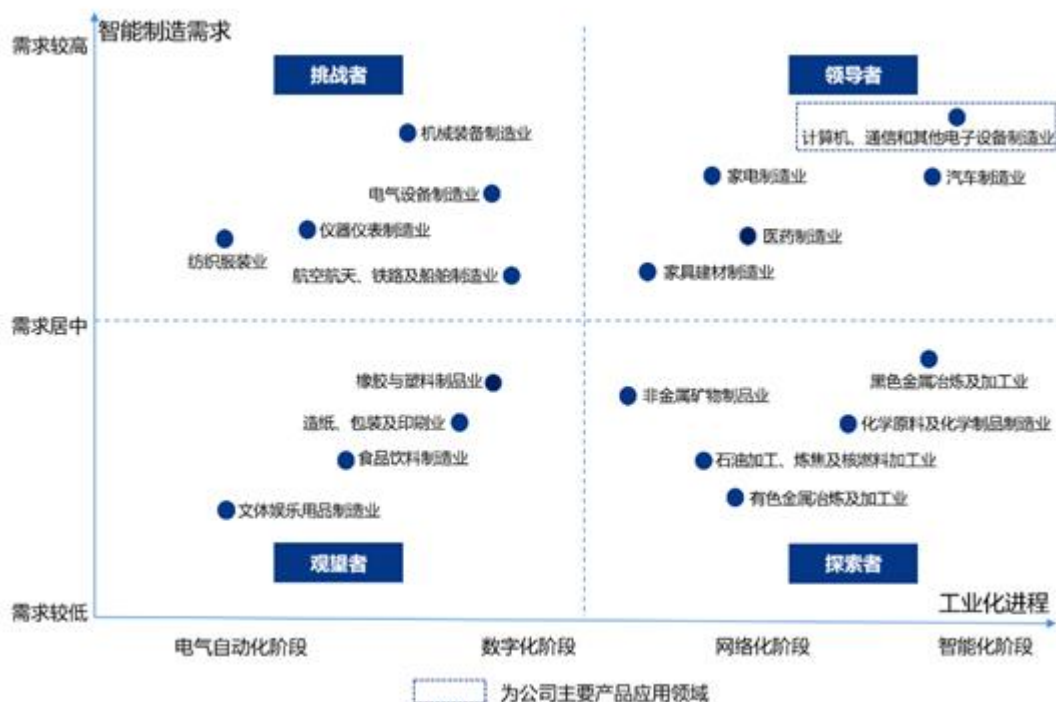 智能制造需求
需求较高
挑战者
领导者
机械装备制造业
计算机、通信和其他电子设备制造业
家电制造业
汽车制造业
电气设备制造业
仪器仪表制造业
医药制造业
纺织服装业
航空航天、铁路及船舶制造业
家具建材制造业
需求居中
橡胶与塑料制品业
黑色金属冶炼及加工业
非金属矿物制品业
造纸、包装及印刷业
化学原料及化学制品制造业
食品饮料制造业
石油加工、炼焦及核燃料加工业
有色金属冶炼及加工业
文体娱乐用品制造业
观望者
探索者
需求较低
工业化进程
电气自动化阶段
数字化阶段
网络化阶段
智能化阶段
为公司主要产品应用领域